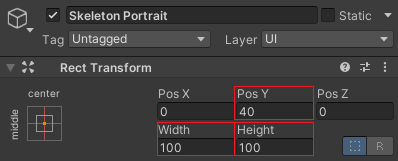 Skeleton Portrait Static
Tag Untagged Layer UI
Rect Transform
center Pos X Pos Y Pos Z
middle 0 40 0
Width Height
100 100 R